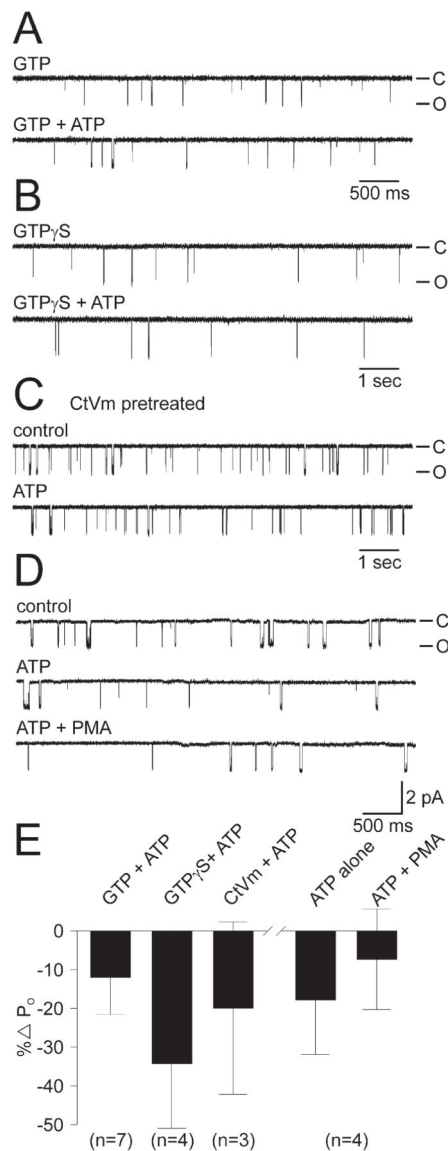 A
GTP
C
O
GTP + ATP
500 ms
B
GTPγS
C
O
GTPγS + ATP
1 sec
C CtVm pretreated
control
C
O
ATP
1 sec
D
control
C
O
ATP
ATP + PMA
2 pA
500 ms
E
GTP + ATP
GTPγS+ ATP
CtVm + ATP
ATP alone
ATP + PMA
0
-10
-20
-30
-40
-50
%△ Po
(n=7) (n=4) (n=3) (n=4)